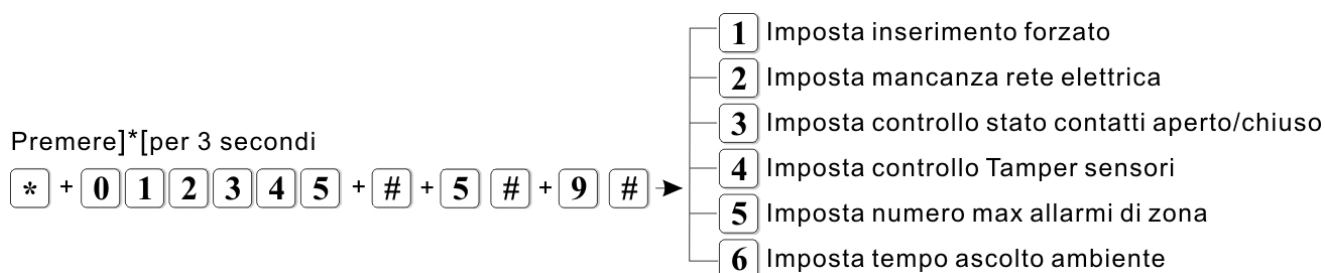 1 Imposta inserimento forzato
2 Imposta mancanza rete elettrica
3 Imposta controllo stato contatti aperto/chiuso
Premere]*[per 3 secondi
4 Imposta controllo Tamper sensori
* + 0 1 2 3 4 5 + # + 5 # + 9 #
5 Imposta numero max allarmi di zona
6 Imposta tempo ascolto ambiente